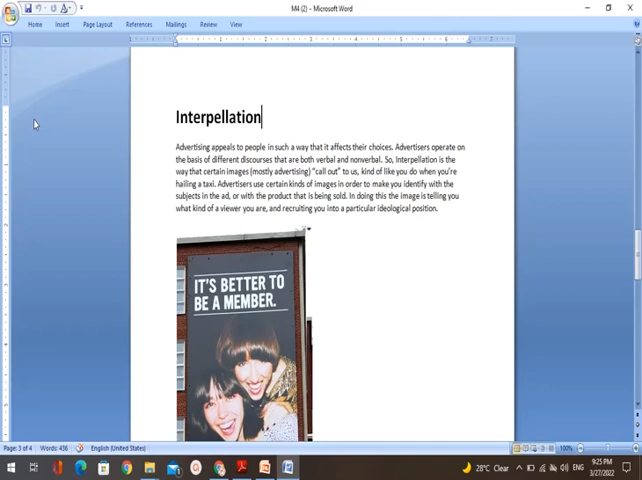 M4 (2) - Microsoft Word
Home Insert Page Layout References Mailings Review View
Interpellation
Advertising appeals to people in such a way that it affects their choices. Advertisers operate on
the basis of different discourses that are both verbal and nonverbal. So, Interpellation is the
way that certain images (mostly advertising) “call out” to us, kind of like you do when you’re
hailing a taxi. Advertisers use certain kinds of images in order to make you identify with the
subjects in the ad, or with the product that is being sold. In doing this the image is telling you
what kind of a viewer you are, and recruiting you into a particular ideological position.
IT'S BETTER TO
BE A MEMBER.
Page: 3 of 4 Words: 436 English (United States) 100%
28°C Clear ENG 9:25 PM
3/27/2022